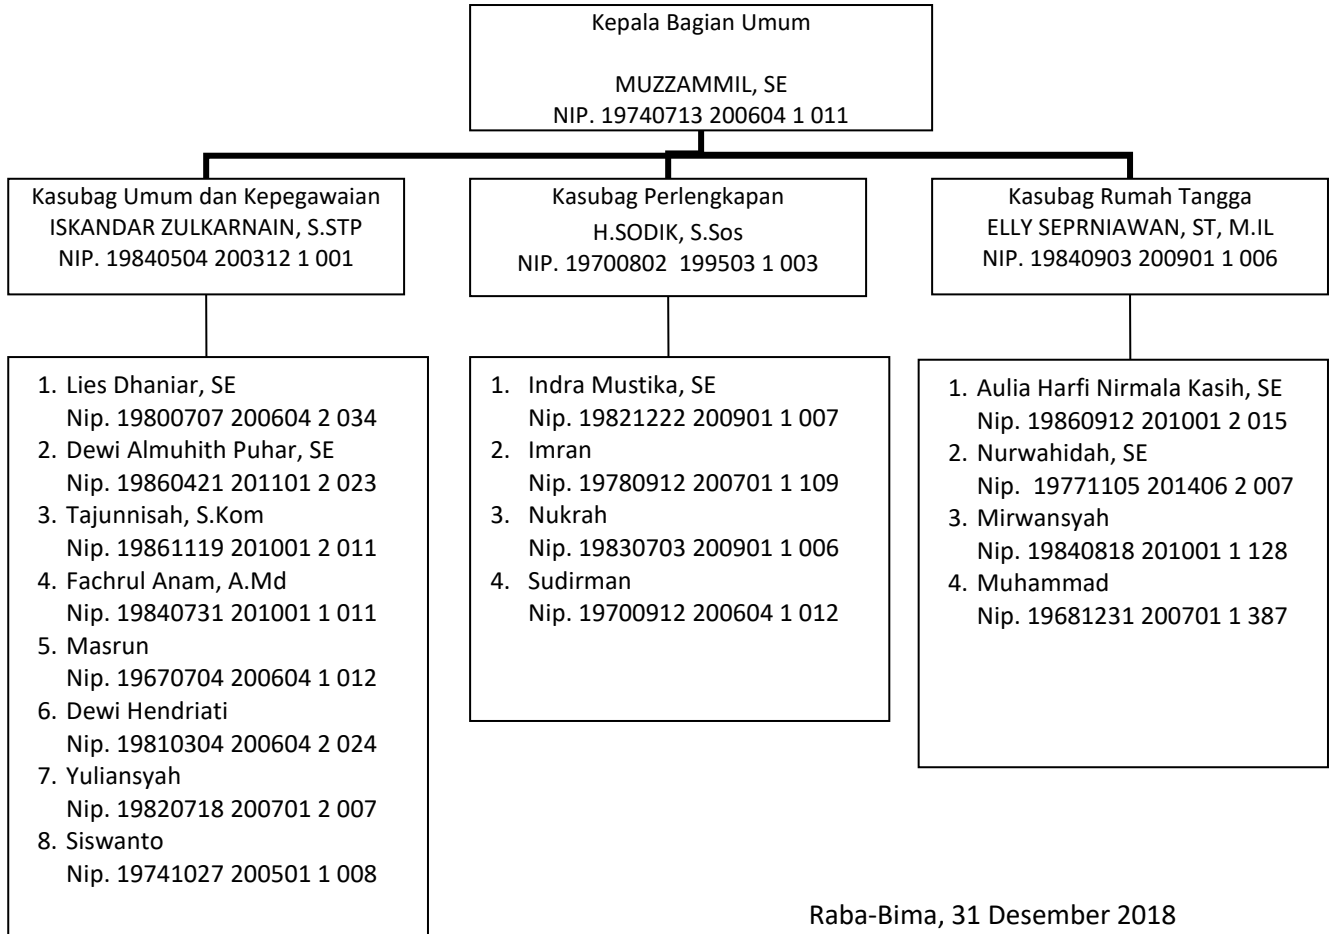 Kepala Bagian Umum
MUZZAMMIL, SE
NIP. 19740713 200604 1 011
Kasubag Umum dan Kepegawaian
ISKANDAR ZULKARNAIN, S.STP
NIP. 19840504 200312 1 001
Kasubag Perlengkapan
H.SODIK, S.Sos
NIP. 19700802 199503 1 003
Kasubag Rumah Tangga
ELLY SEPRNIAWAN, ST, M.IL
NIP. 19840903 200901 1 006
1. Lies Dhaniar, SE
Nip. 19800707 200604 2 034
2. Dewi Almuhith Puhar, SE
Nip. 19860421 201101 2 023
3. Tajunnisah, S.Kom
Nip. 19861119 201001 2 011
4. Fachrul Anam, A.Md
Nip. 19840731 201001 1 011
5. Masrun
Nip. 19670704 200604 1 012
6. Dewi Hendriati
Nip. 19810304 200604 2 024
7. Yuliansyah
Nip. 19820718 200701 2 007
8. Siswanto
Nip. 19741027 200501 1 008
1. Indra Mustika, SE
Nip. 19821222 200901 1 007
2. Imran
Nip. 19780912 200701 1 109
3. Nukrah
Nip. 19830703 200901 1 006
4. Sudirman
Nip. 19700912 200604 1 012
1. Aulia Harfi Nirmala Kasih, SE
Nip. 19860912 201001 2 015
2. Nurwahidah, SE
Nip. 19771105 201406 2 007
3. Mirwansyah
Nip. 19840818 201001 1 128
4. Muhammad
Nip. 19681231 200701 1 387
Raba-Bima, 31 Desember 2018